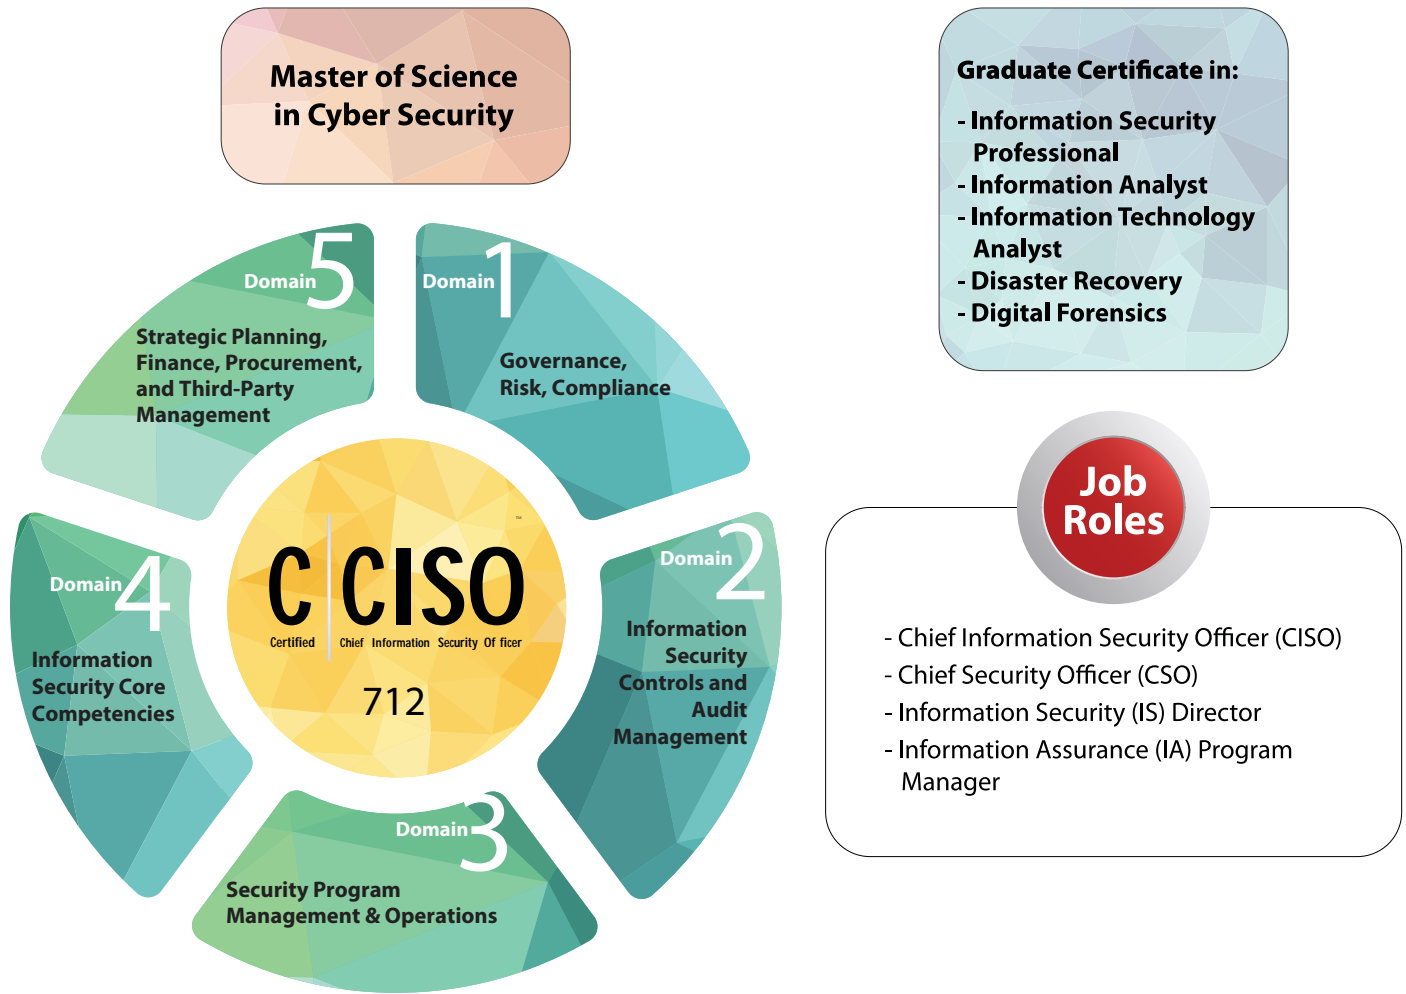 Master of Science
in Cyber Security
Graduate Certificate in:
- Information Security
Professional
- Information Analyst
- Information Technology
Analyst
- Disaster Recovery
- Digital Forensics
Domain 5
Strategic Planning,
Finance, Procurement,
and Third-Party
Management
Domain 1
Governance,
Risk, Compliance
Domain 2
Information
Security
Controls and
Audit
Management
Domain 3
Security Program
Management & Operations
Domain 4
Information
Security Core
Competencies
C CISO ™
Certified Chief Information Security Of ficer
712
Job
Roles
- Chief Information Security Officer (CISO)
- Chief Security Officer (CSO)
- Information Security (IS) Director
- Information Assurance (IA) Program
Manager